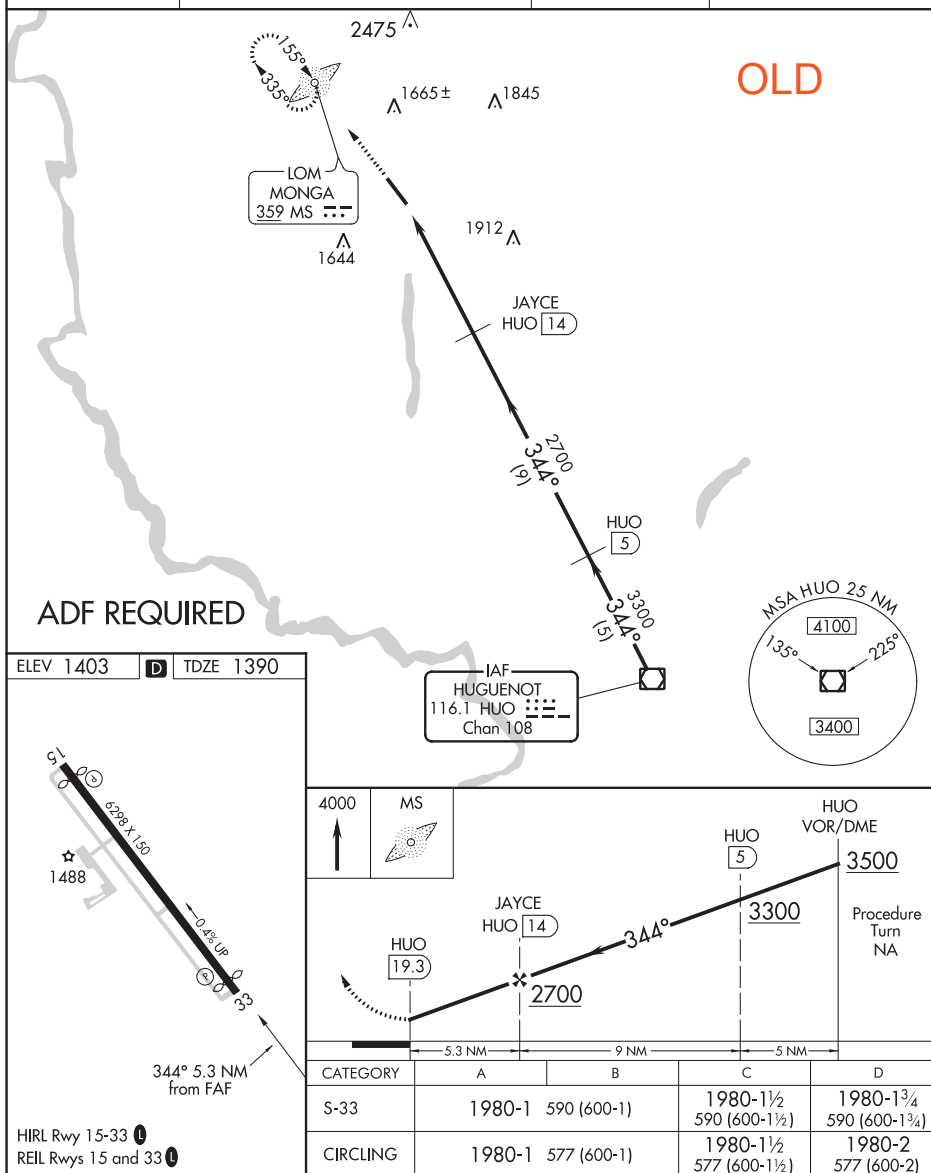 2475
OLD
155°
335°
1665±
1845
LOM
MONGA
359 MS
1644
1912
JAYCE
HUO 14
2700
344°
(9)
HUO
5
3300
344°
(5)
ADF REQUIRED
MSA HUO 25 NM
4100
135°
225°
3400
IAF
HUGUENOT
116.1 HUO
Chan 108
ELEV 1403
D
TDZE 1390
15
P
6298 X 150
1488
0.4% UP
P
33
344° 5.3 NM
from FAF
HIRL Rwy 15-33 L
REIL Rwys 15 and 33 L
4000
MS
HUO
VOR/DME
HUO
5
3500
JAYCE
HUO 14
3300
344°
Procedure
Turn
NA
HUO
19.3
2700
5.3 NM
9 NM
5 NM
CATEGORY A B C D
S-33 1980-1 590 (600-1) 1980-1½ 1980-1¾
590 (600-1½) 590 (600-1¾)
CIRCLING 1980-1 577 (600-1) 1980-1½ 1980-2
577 (600-1½) 577 (600-2)